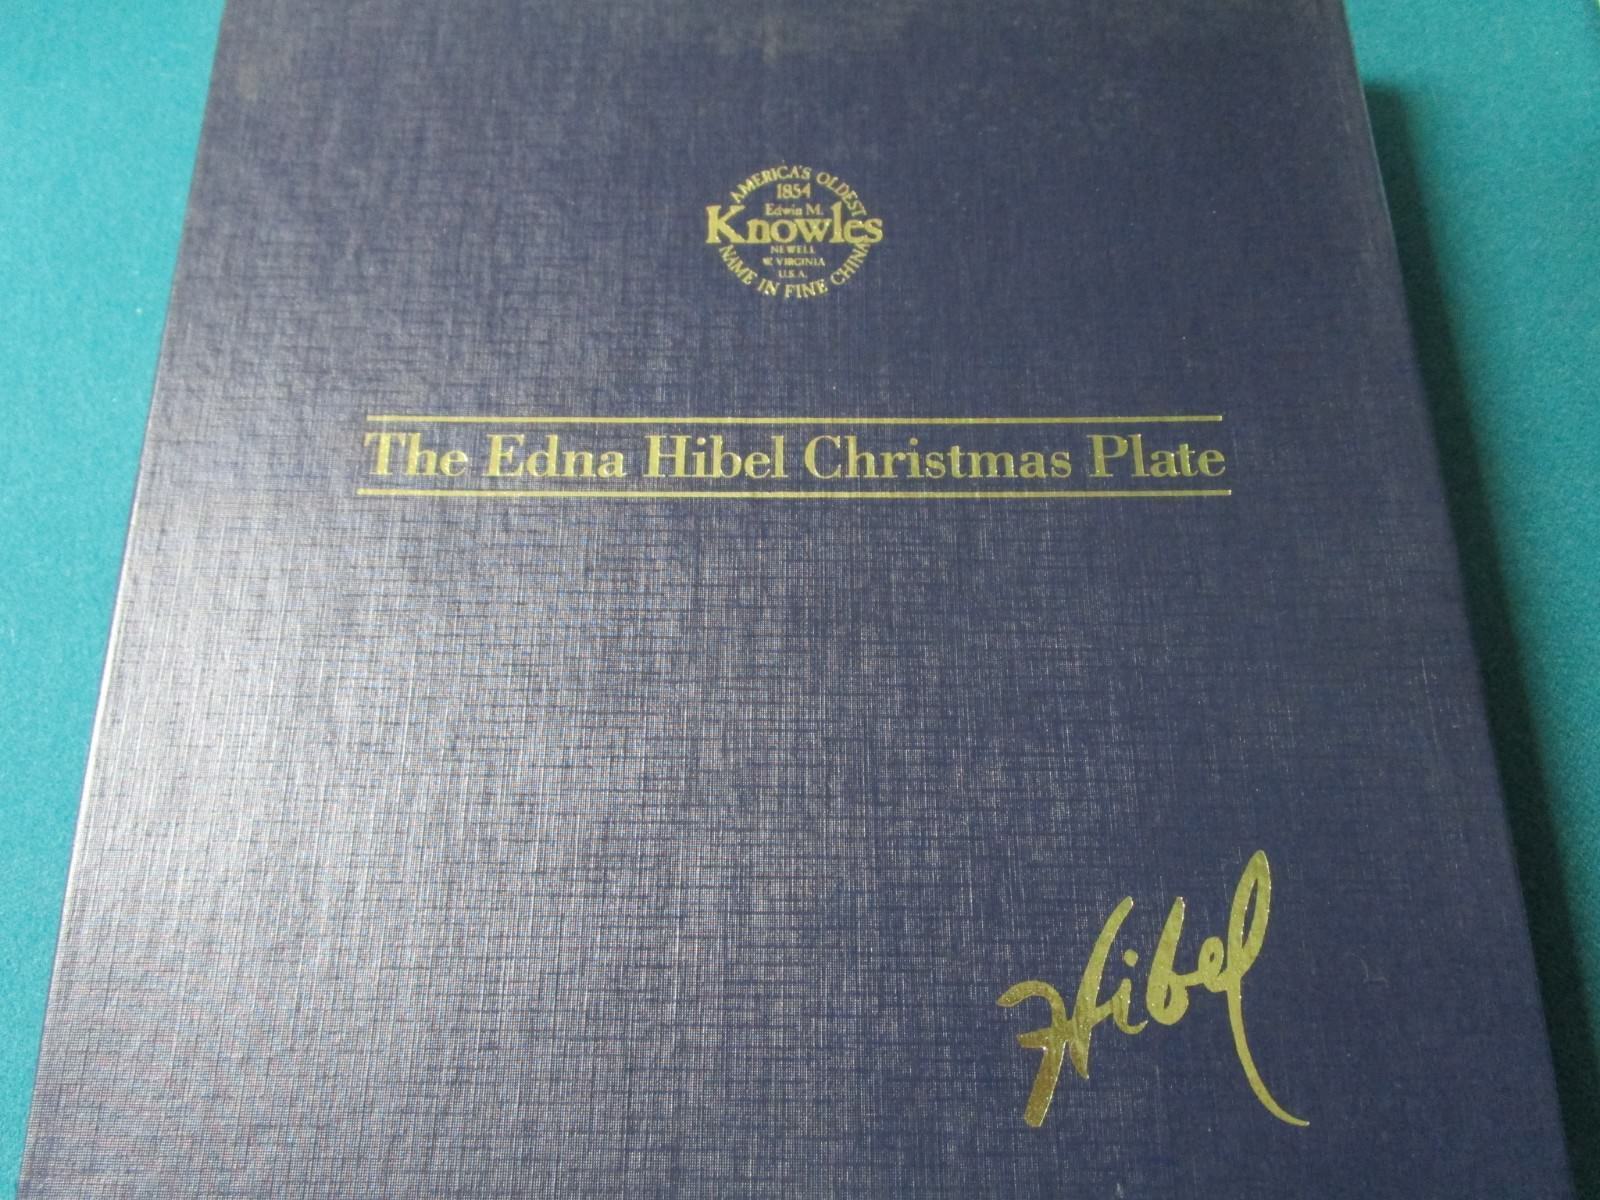 AMERICA'S OLDEST
1854
Edwin M.
Knowles
NEWELL
W. VIRGINIA
U.S.A.
NAME IN FINE CHINA
The Edna Hibel Christmas Plate
Hibel